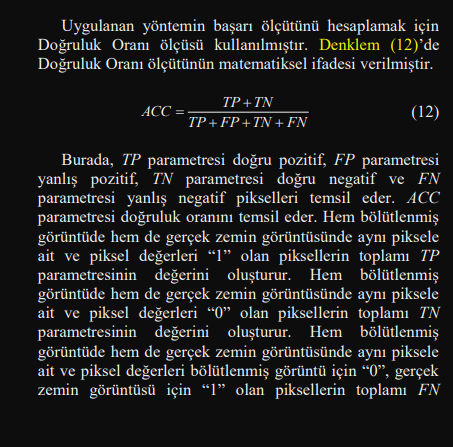 Uygulanan yöntemin başarı ölçütünü hesaplamak için
Doğruluk Oranı ölçüsü kullanılmıştır. Denklem (12)’de
Doğruluk Oranı ölçütünün matematiksel ifadesi verilmiştir.
ACC = (TP + TN) / (TP + FP + TN + FN) (12)
Burada, TP parametresi doğru pozitif, FP parametresi
yanlış pozitif, TN parametresi doğru negatif ve FN
parametresi yanlış negatif pikselleri temsil eder. ACC
parametresi doğruluk oranını temsil eder. Hem bölütlenmiş
görüntüde hem de gerçek zemin görüntüsünde aynı piksele
ait ve piksel değerleri “1” olan piksellerin toplamı TP
parametresinin değerini oluşturur. Hem bölütlenmiş
görüntüde hem de gerçek zemin görüntüsünde aynı piksele
ait ve piksel değerleri “0” olan piksellerin toplamı TN
parametresinin değerini oluşturur. Hem bölütlenmiş
görüntüde hem de gerçek zemin görüntüsünde aynı piksele
ait ve piksel değerleri bölütlenmiş görüntü için “0”, gerçek
zemin görüntüsü için “1” olan piksellerin toplamı FN